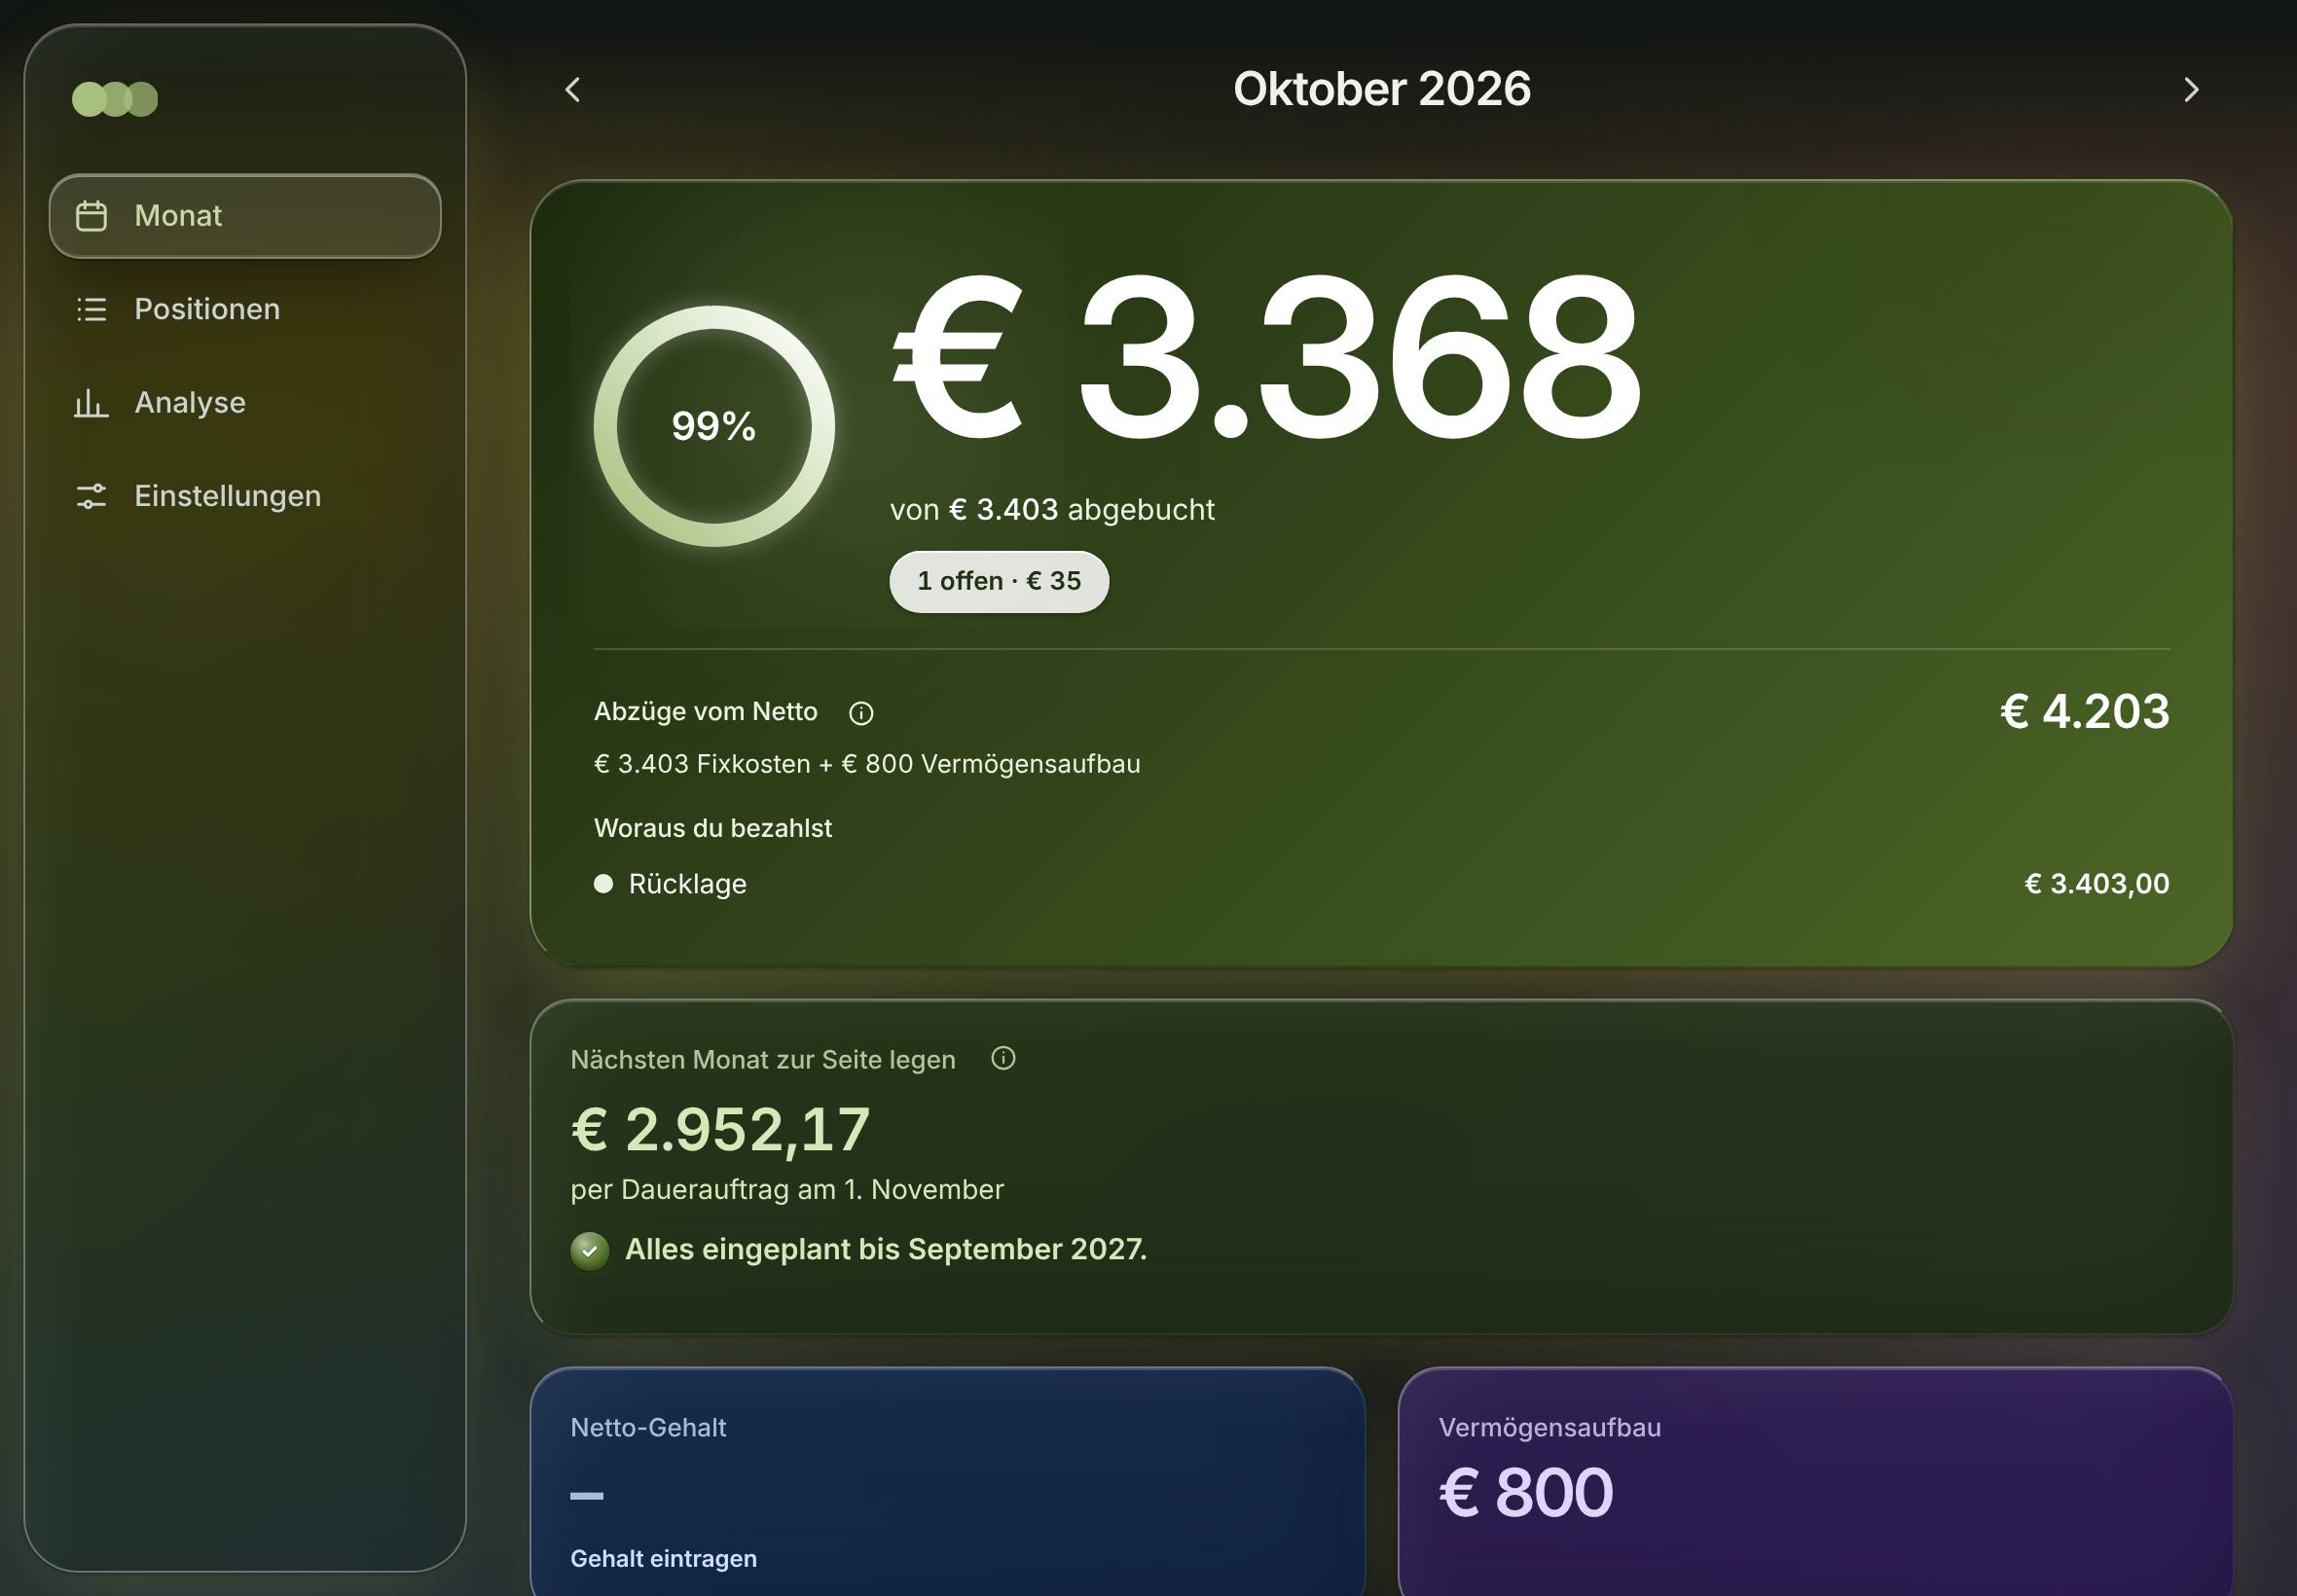 Oktober 2026
Monat
Positionen
Analyse
Einstellungen
99%
€ 3.368
von € 3.403 abgebucht
1 offen · € 35
Abzüge vom Netto
€ 4.203
€ 3.403 Fixkosten + € 800 Vermögensaufbau
Woraus du bezahlst
Rücklage
€ 3.403,00
Nächsten Monat zur Seite legen
€ 2.952,17
per Dauerauftrag am 1. November
Alles eingeplant bis September 2027.
Netto-Gehalt
–
Gehalt eintragen
Vermögensaufbau
€ 800